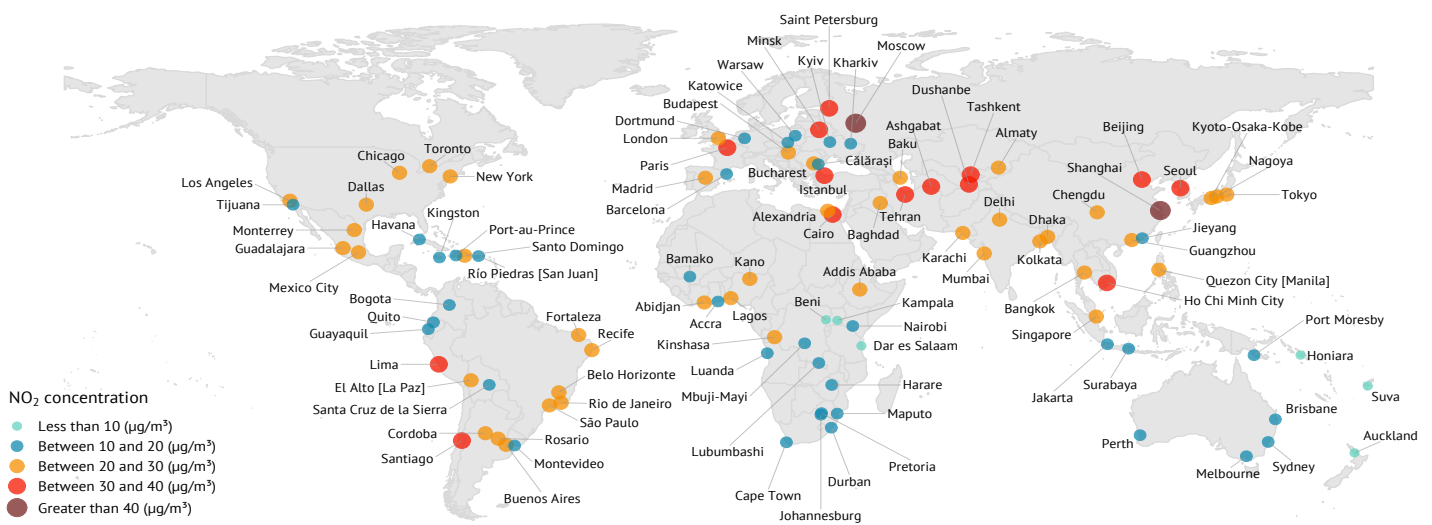 Saint Petersburg
Minsk
Moscow
Kyiv
Kharkiv
Warsaw
Katowice
Budapest
Dortmund
London
Paris
Madrid
Barcelona
Bucharest
Călărași
Istanbul
Dushanbe
Tashkent
Ashgabat
Almaty
Baku
Beijing
Kyoto-Osaka-Kobe
Shanghai
Seoul
Nagoya
Tokyo
Chengdu
Chicago
Toronto
New York
Los Angeles
Dallas
Tijuana
Kingston
Monterrey
Havana
Port-au-Prince
Guadalajara
Santo Domingo
Río Piedras [San Juan]
Mexico City
Alexandria
Cairo
Tehran
Baghdad
Delhi
Dhaka
Karachi
Kolkata
Mumbai
Jieyang
Guangzhou
Quezon City [Manila]
Bangkok
Ho Chi Minh City
Singapore
Bamako
Kano
Addis Ababa
Abidjan
Accra
Lagos
Beni
Kampala
Nairobi
Kinshasa
Dar es Salaam
Luanda
Mbuji-Mayi
Harare
Maputo
Lubumbashi
Pretoria
Durban
Cape Town
Johannesburg
Bogota
Quito
Guayaquil
Fortaleza
Recife
Lima
El Alto [La Paz]
Belo Horizonte
Santa Cruz de la Sierra
Rio de Janeiro
São Paulo
Cordoba
Rosario
Santiago
Montevideo
Buenos Aires
Port Moresby
Honiara
Jakarta
Surabaya
Suva
Brisbane
Perth
Auckland
Melbourne
Sydney
NO₂ concentration
Less than 10 (µg/m³)
Between 10 and 20 (µg/m³)
Between 20 and 30 (µg/m³)
Between 30 and 40 (µg/m³)
Greater than 40 (µg/m³)